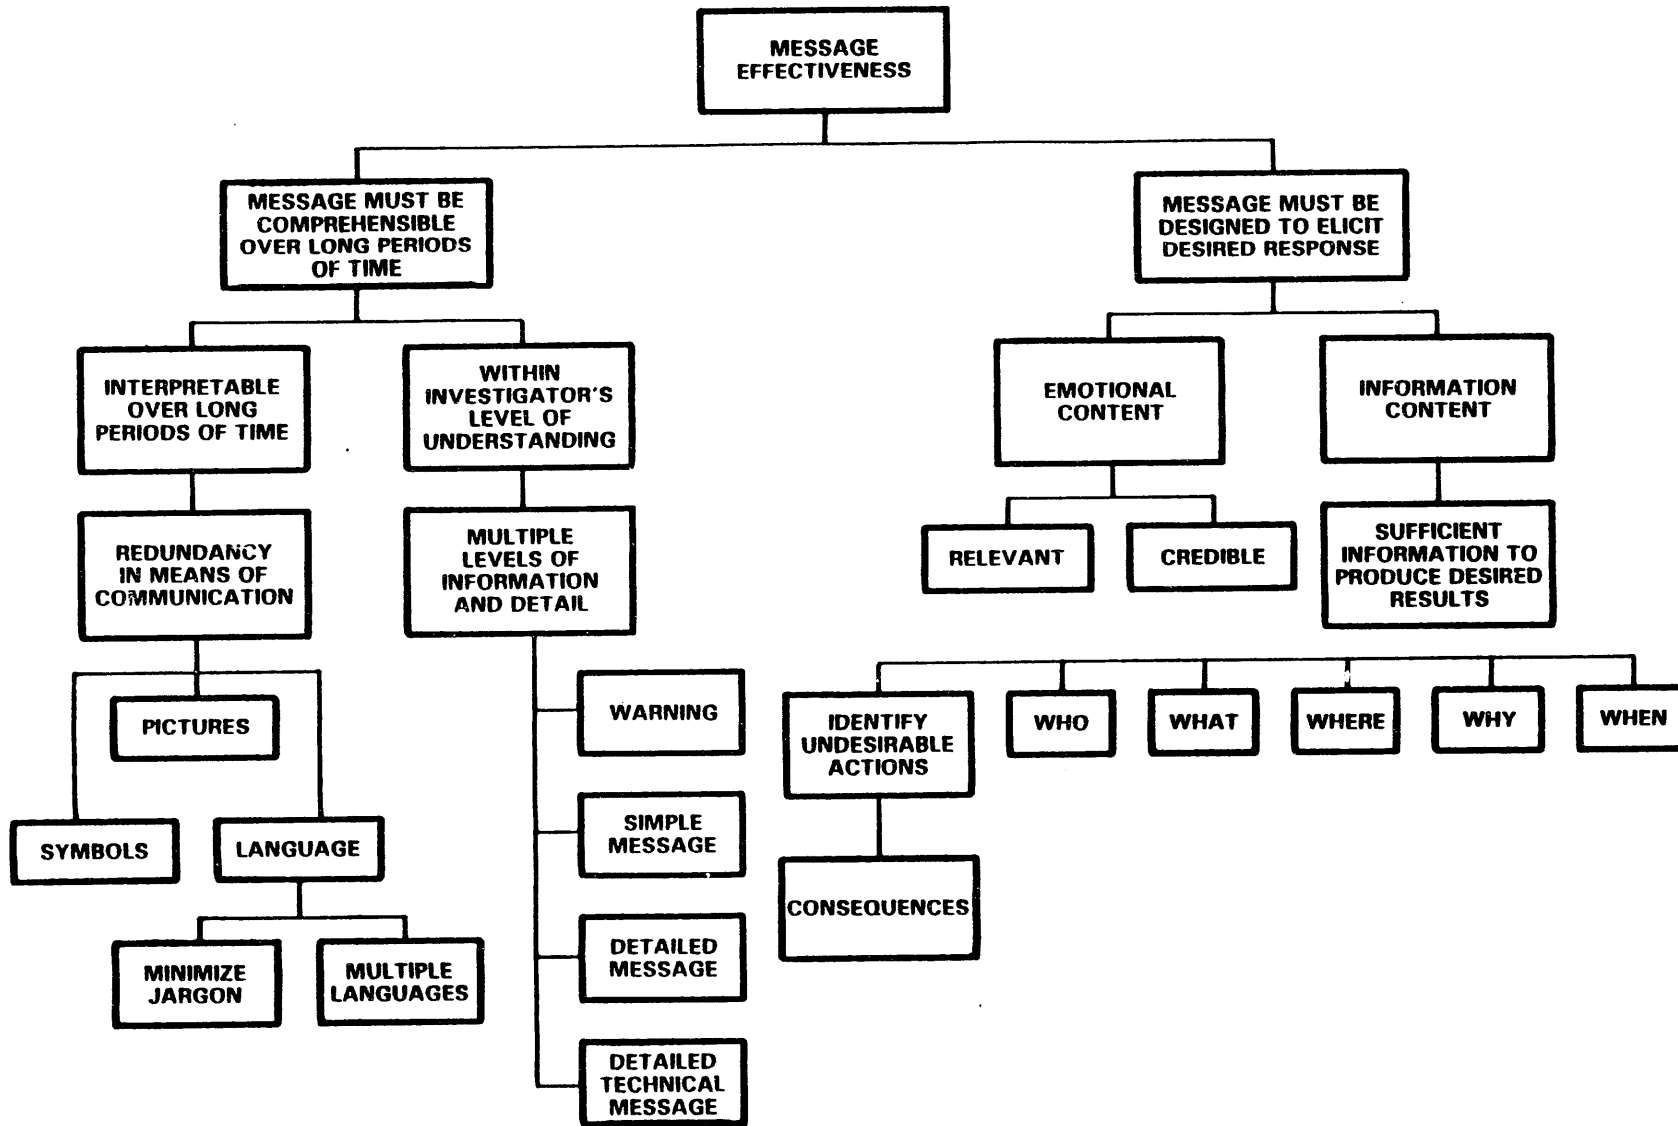 MESSAGE
EFFECTIVENESS
MESSAGE MUST BE
COMPREHENSIBLE
OVER LONG PERIODS
OF TIME
MESSAGE MUST BE
DESIGNED TO ELICIT
DESIRED RESPONSE
INTERPRETABLE
OVER LONG
PERIODS OF TIME
WITHIN
INVESTIGATOR'S
LEVEL OF
UNDERSTANDING
EMOTIONAL
CONTENT
INFORMATION
CONTENT
REDUNDANCY
IN MEANS OF
COMMUNICATION
MULTIPLE
LEVELS OF
INFORMATION
AND DETAIL
RELEVANT
CREDIBLE
SUFFICIENT
INFORMATION TO
PRODUCE DESIRED
RESULTS
PICTURES
SYMBOLS
LANGUAGE
MINIMIZE
JARGON
MULTIPLE
LANGUAGES
WARNING
SIMPLE
MESSAGE
DETAILED
MESSAGE
DETAILED
TECHNICAL
MESSAGE
IDENTIFY
UNDESIRABLE
ACTIONS
WHO
WHAT
WHERE
WHY
WHEN
CONSEQUENCES